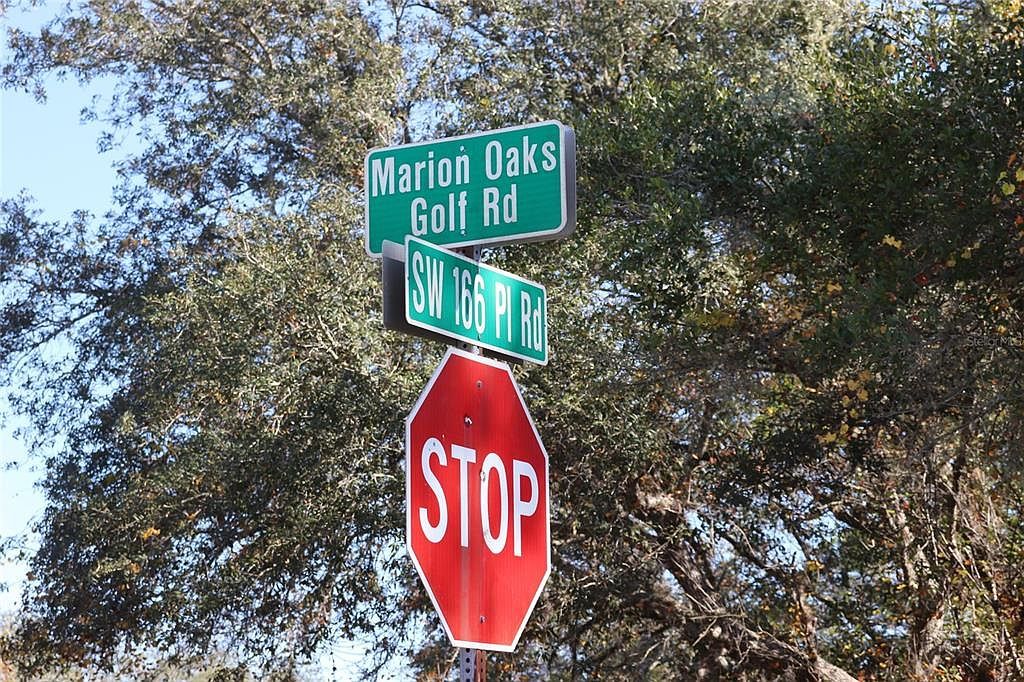 Marion Oaks
Golf Rd
SW 166 Pl Rd
STOP